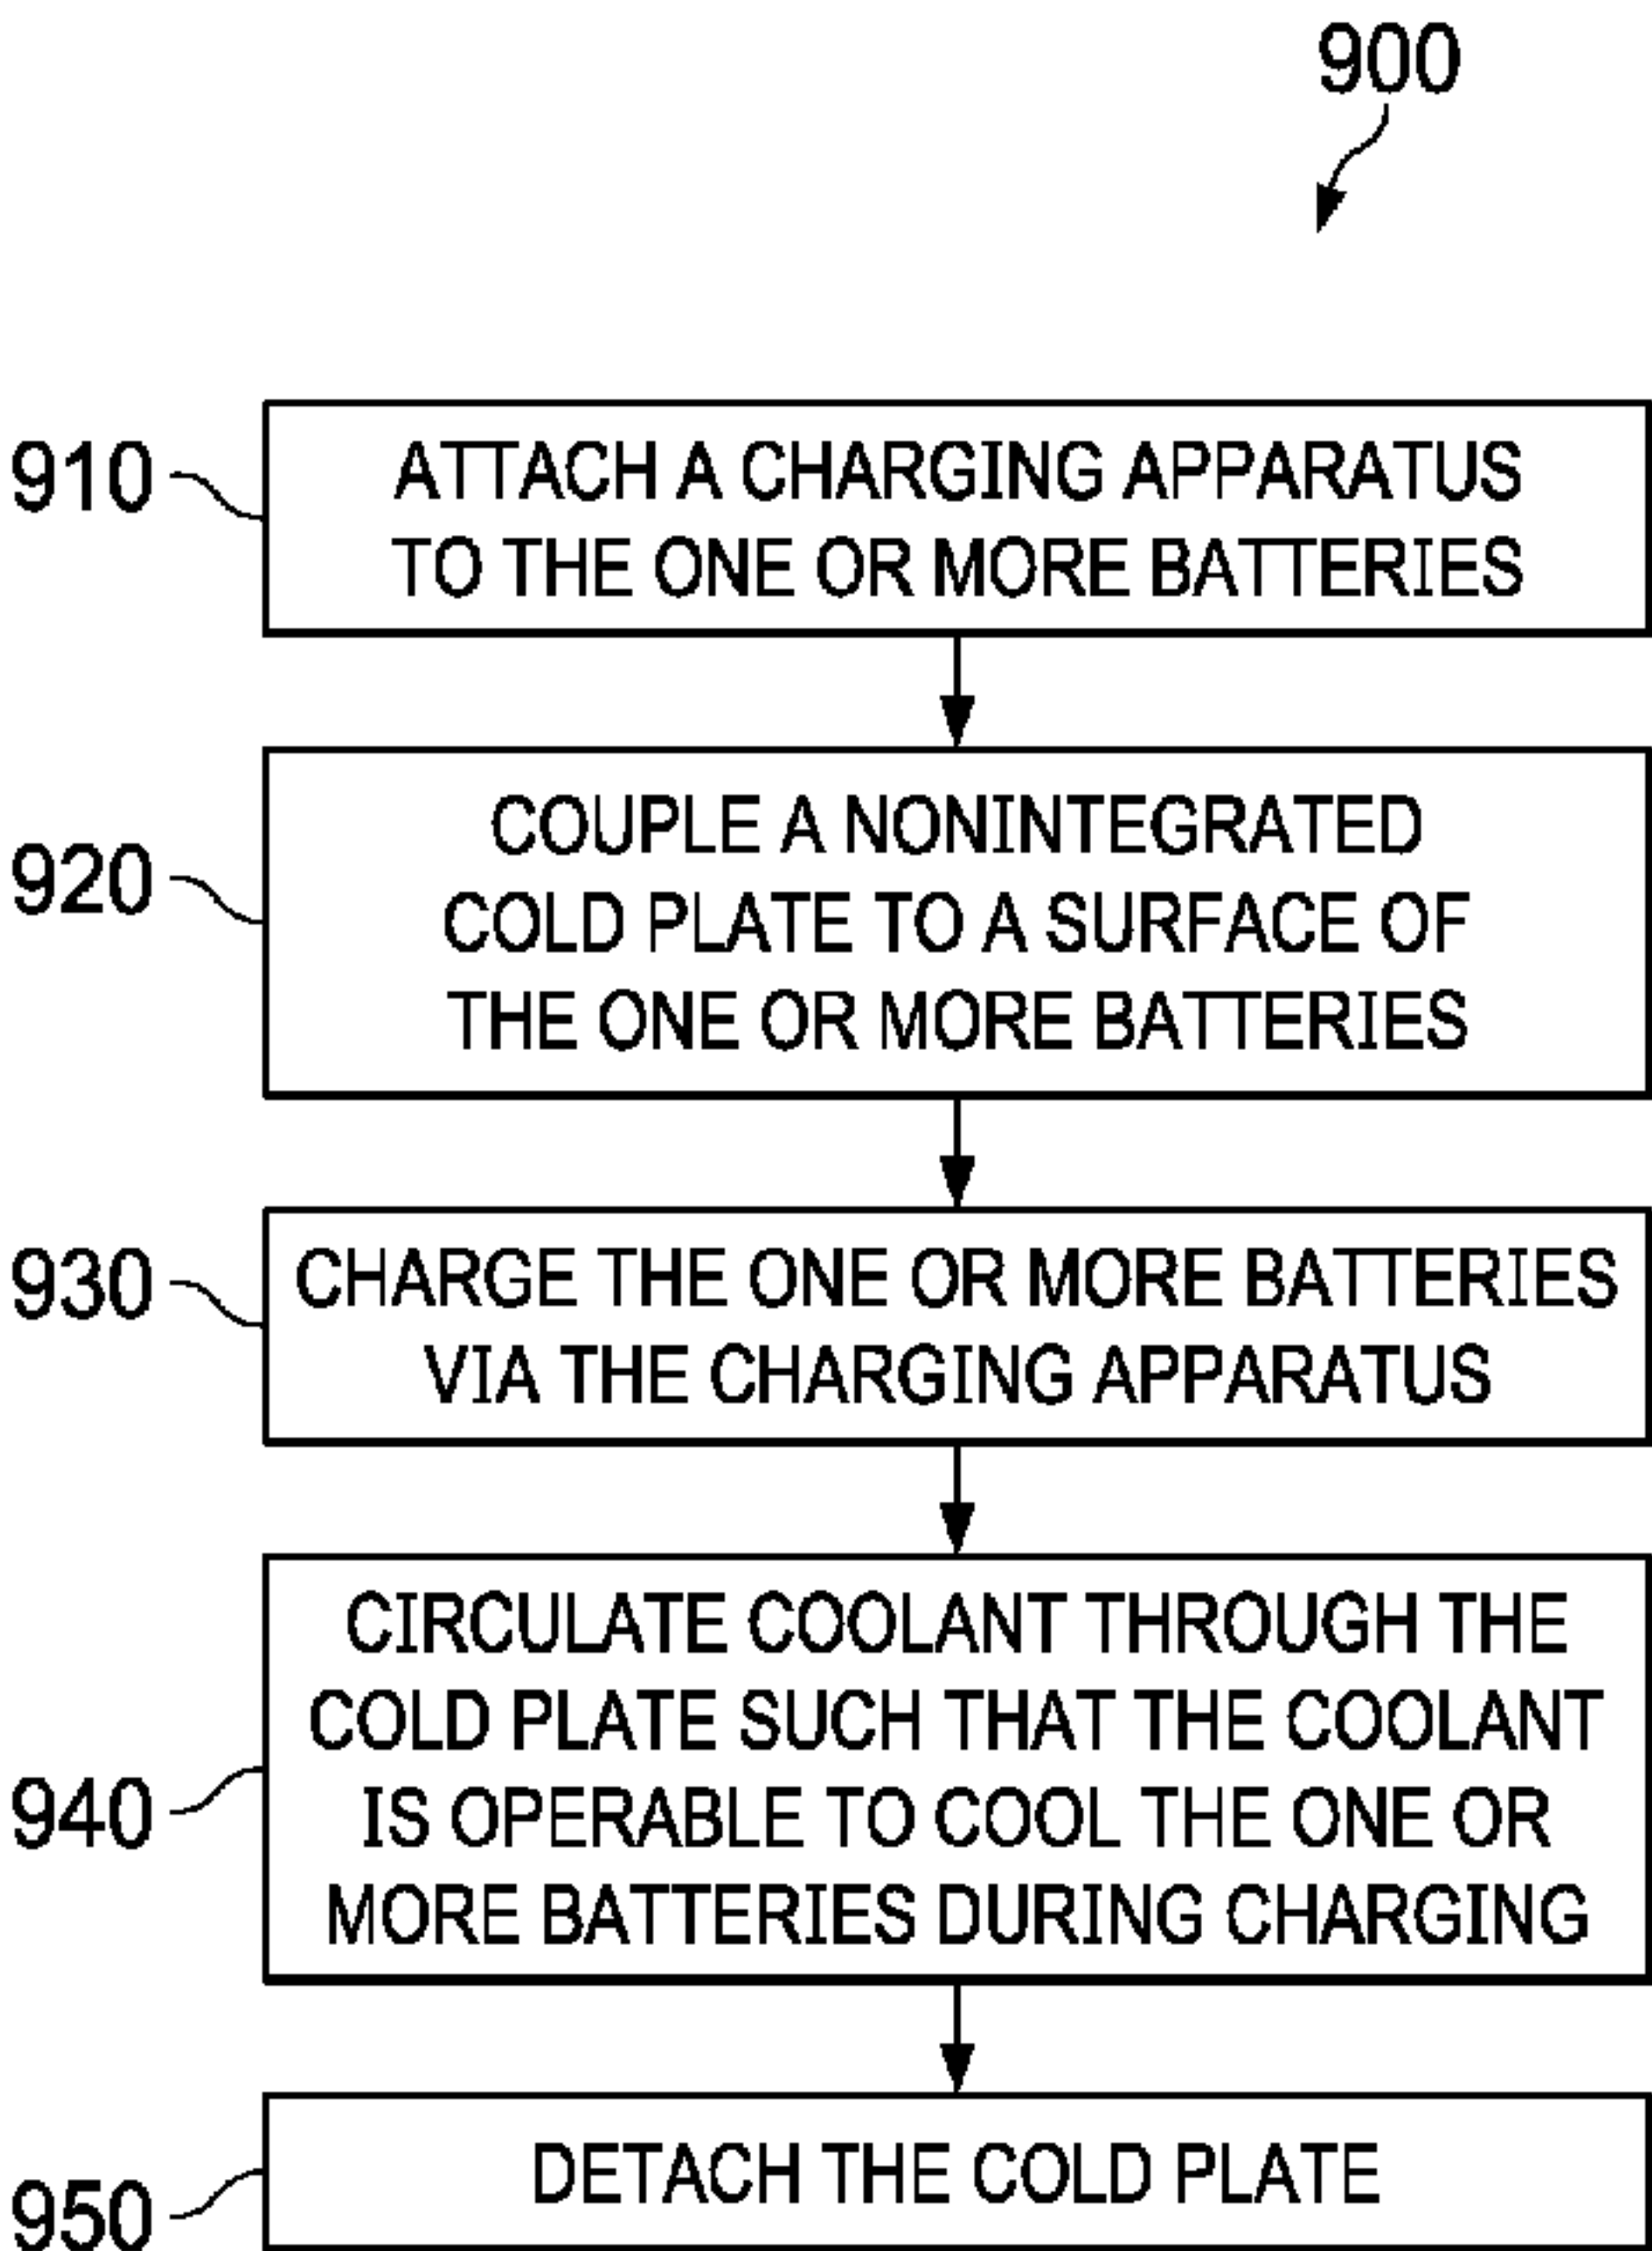 900
910
ATTACH A CHARGING APPARATUS
TO THE ONE OR MORE BATTERIES
920
COUPLE A NONINTEGRATED
COLD PLATE TO A SURFACE OF
THE ONE OR MORE BATTERIES
930
CHARGE THE ONE OR MORE BATTERIES
VIA THE CHARGING APPARATUS
940
CIRCULATE COOLANT THROUGH THE
COLD PLATE SUCH THAT THE COOLANT
IS OPERABLE TO COOL THE ONE OR
MORE BATTERIES DURING CHARGING
950
DETACH THE COLD PLATE